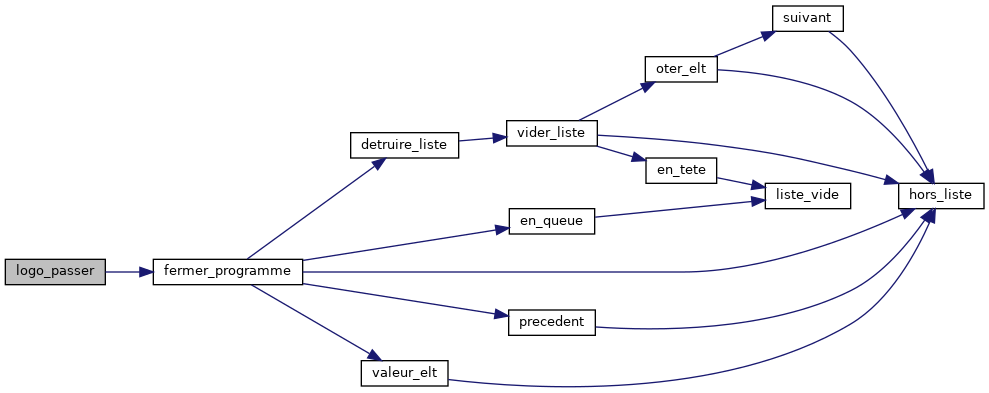 suivant
oter_elt
vider_liste
detruire_liste
en_tete
liste_vide
hors_liste
en_queue
logo_passer
fermer_programme
precedent
valeur_elt